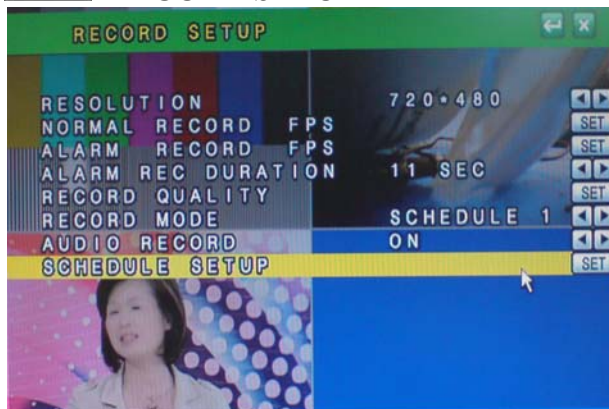 RECORD SETUP
RESOLUTION 720*480
NORMAL RECORD FPS SET
ALARM RECORD FPS SET
ALARM REC DURATION 11 SEC
RECORD QUALITY SET
RECORD MODE SCHEDULE 1
AUDIO RECORD ON
SCHEDULE SETUP SET